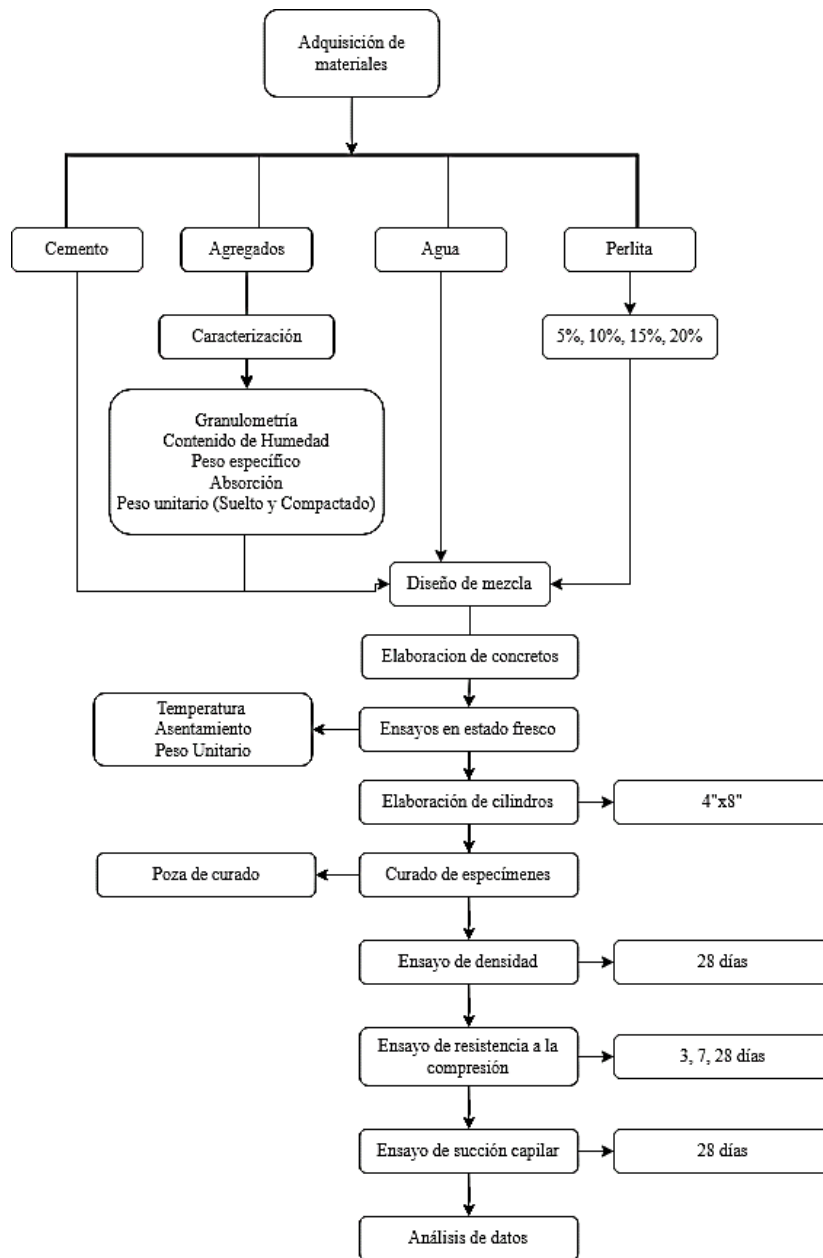 Adquisición de
materiales
Cemento
Agregados
Agua
Perlita
Caracterización
5%, 10%, 15%, 20%
Granulometría
Contenido de Humedad
Peso específico
Absorción
Peso unitario (Suelto y Compactado)
Diseño de mezcla
Elaboracion de concretos
Temperatura
Asentamiento
Peso Unitario
Ensayos en estado fresco
Elaboración de cilindros
4"x8"
Poza de curado
Curado de especímenes
Ensayo de densidad
28 días
Ensayo de resistencia a la
compresión
3, 7, 28 días
Ensayo de succión capilar
28 días
Análisis de datos